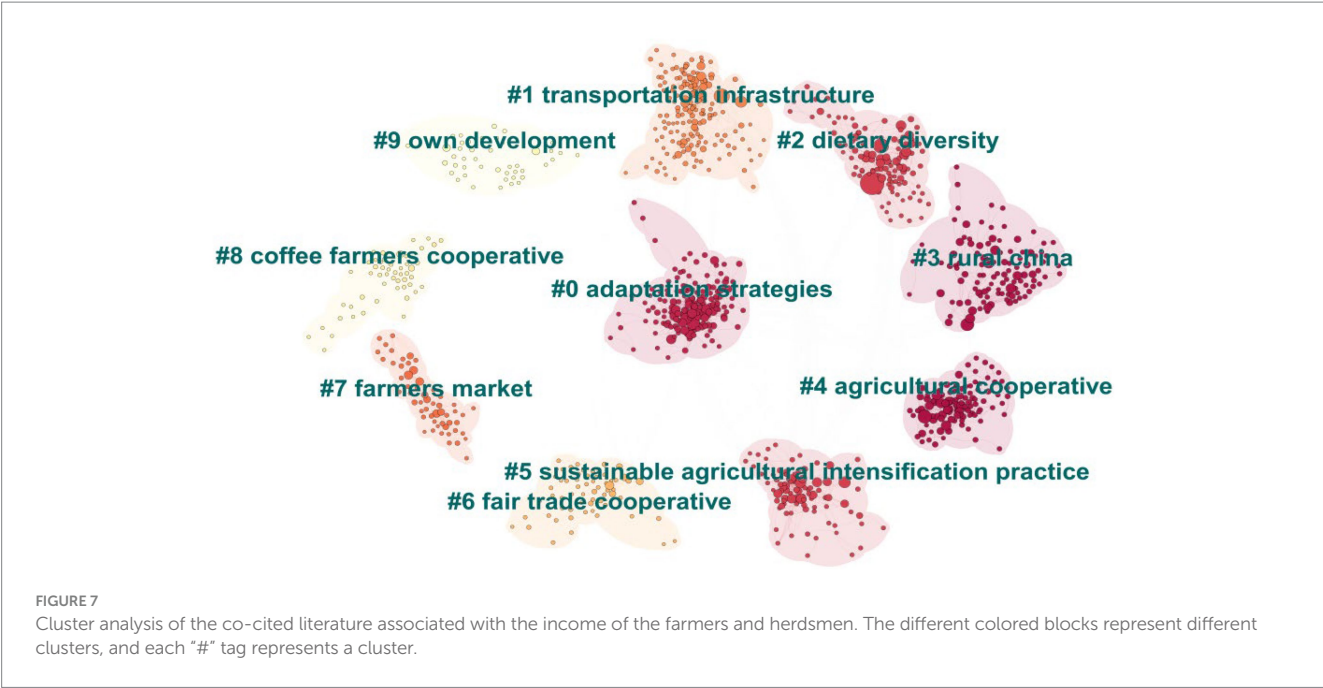 #1 transportation infrastructure
#9 own development
#2 dietary diversity
#8 coffee farmers cooperative
#3 rural china
#0 adaptation strategies
#7 farmers market
#4 agricultural cooperative
#5 sustainable agricultural intensification practice
#6 fair trade cooperative
FIGURE 7
Cluster analysis of the co-cited literature associated with the income of the farmers and herdsmen. The different colored blocks represent different
clusters, and each “#” tag represents a cluster.